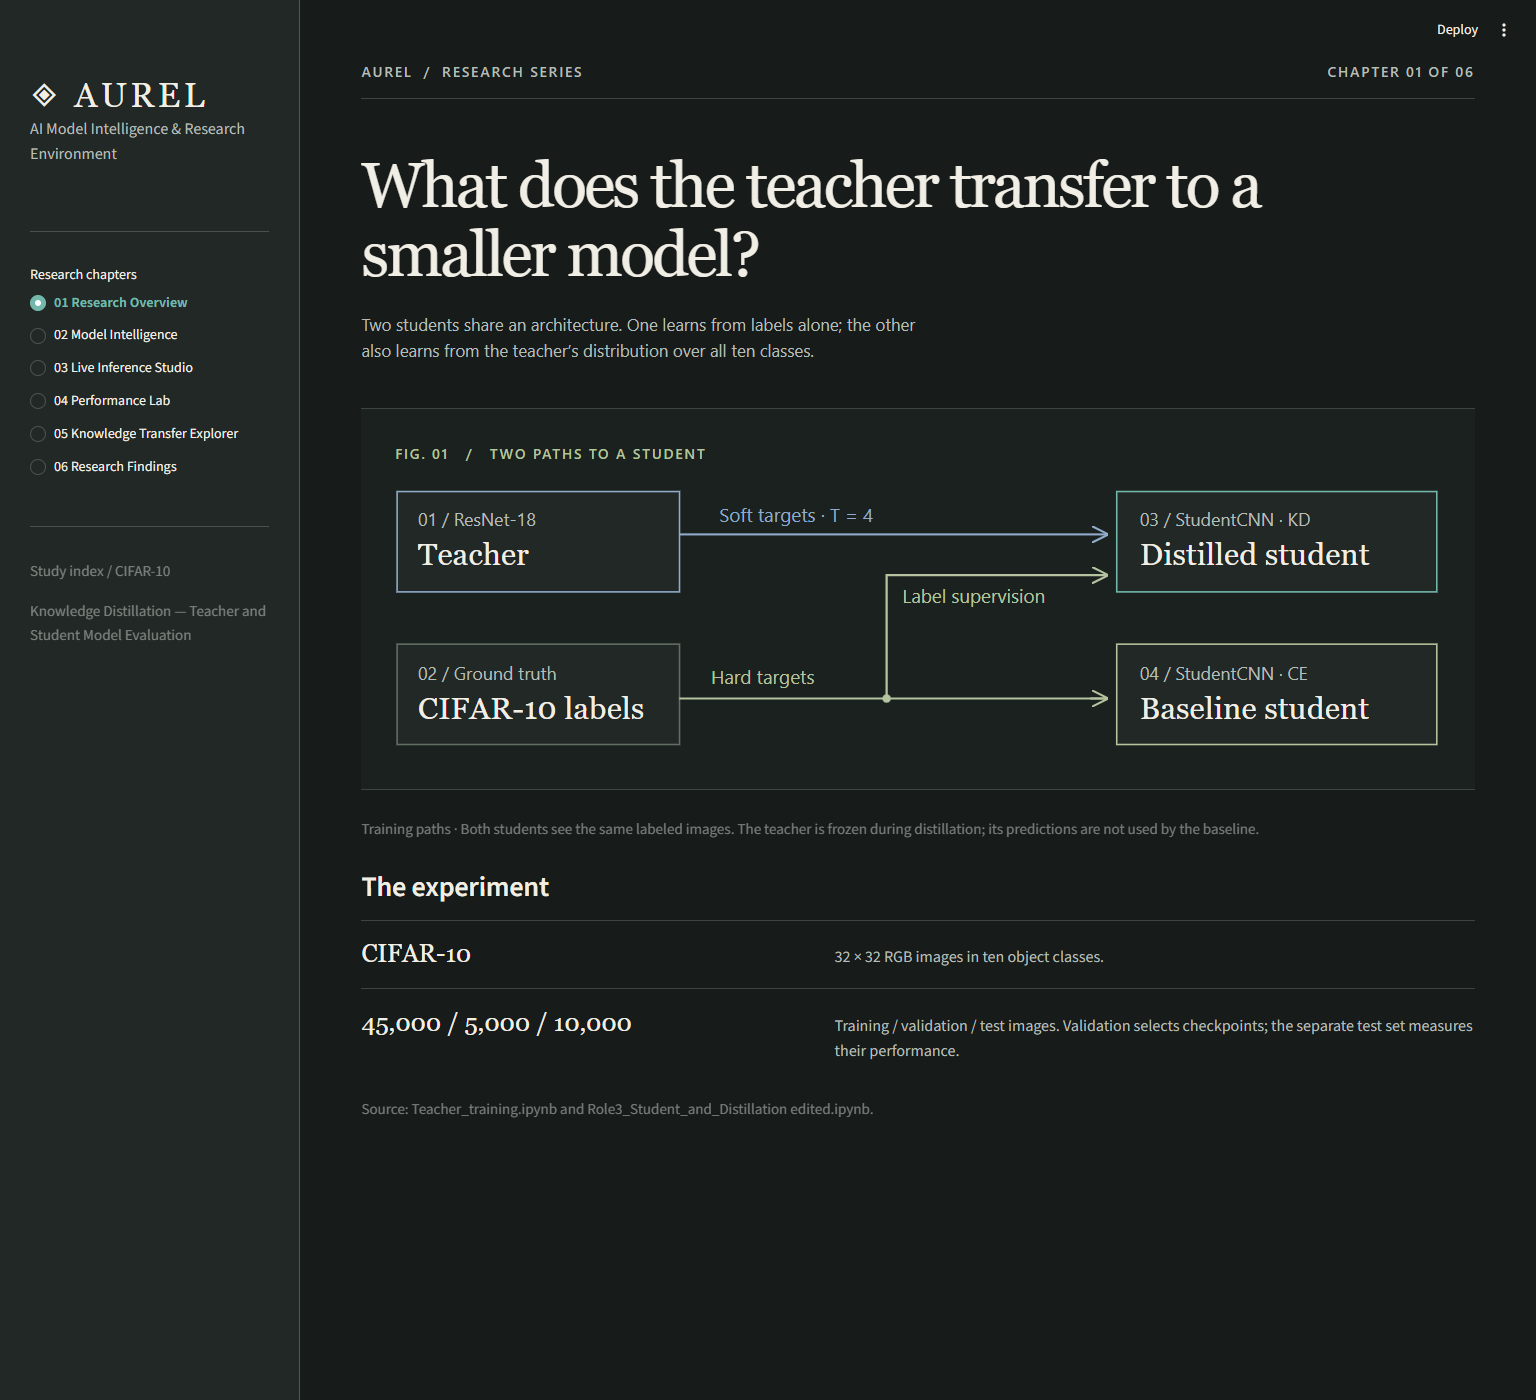 Deploy
AUREL
AI Model Intelligence & Research
Environment
Research chapters
01 Research Overview
02 Model Intelligence
03 Live Inference Studio
04 Performance Lab
05 Knowledge Transfer Explorer
06 Research Findings
Study index / CIFAR-10
Knowledge Distillation — Teacher and
Student Model Evaluation
AUREL / RESEARCH SERIES
CHAPTER 01 OF 06
What does the teacher transfer to a
smaller model?
Two students share an architecture. One learns from labels alone; the other
also learns from the teacher’s distribution over all ten classes.
FIG. 01 / TWO PATHS TO A STUDENT
01 / ResNet-18
Teacher
Soft targets · T = 4
03 / StudentCNN · KD
Distilled student
Label supervision
02 / Ground truth
CIFAR-10 labels
Hard targets
04 / StudentCNN · CE
Baseline student
Training paths · Both students see the same labeled images. The teacher is frozen during distillation; its predictions are not used by the baseline.
The experiment
CIFAR-10
32 × 32 RGB images in ten object classes.
45,000 / 5,000 / 10,000
Training / validation / test images. Validation selects checkpoints; the separate test set measures
their performance.
Source: Teacher_training.ipynb and Role3_Student_and_Distillation edited.ipynb.